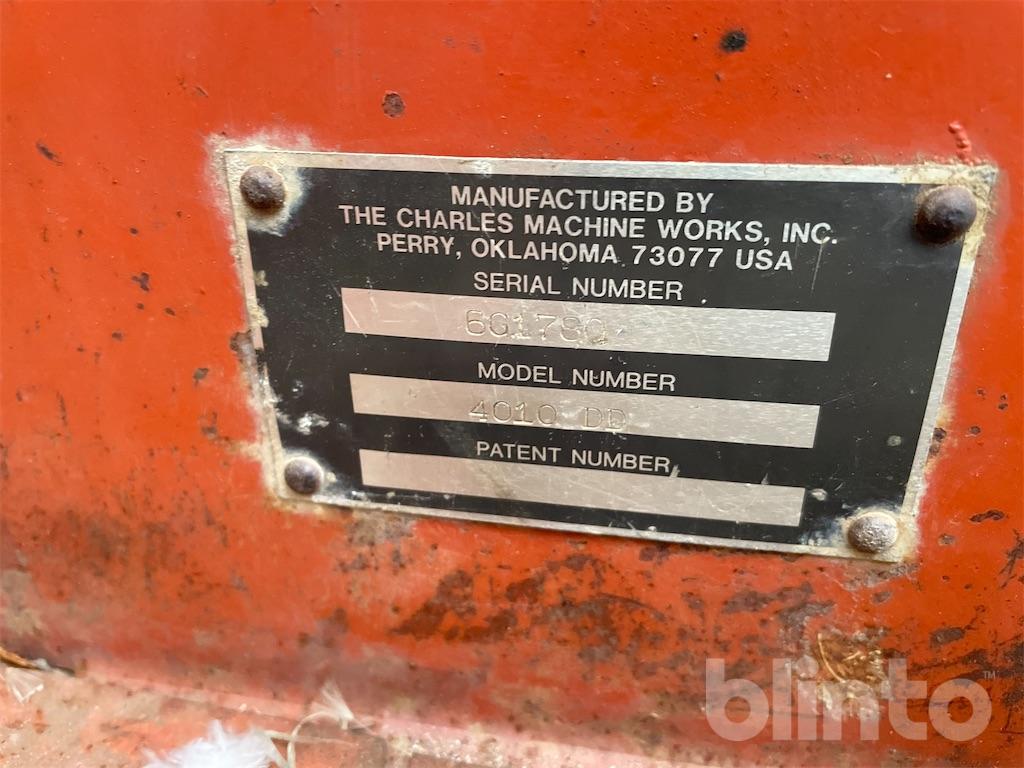 MANUFACTURED BY
THE CHARLES MACHINE WORKS, INC.
PERRY, OKLAHOMA 73077 USA
SERIAL NUMBER
MODEL NUMBER
4010 DD
PATENT NUMBER
blinto™